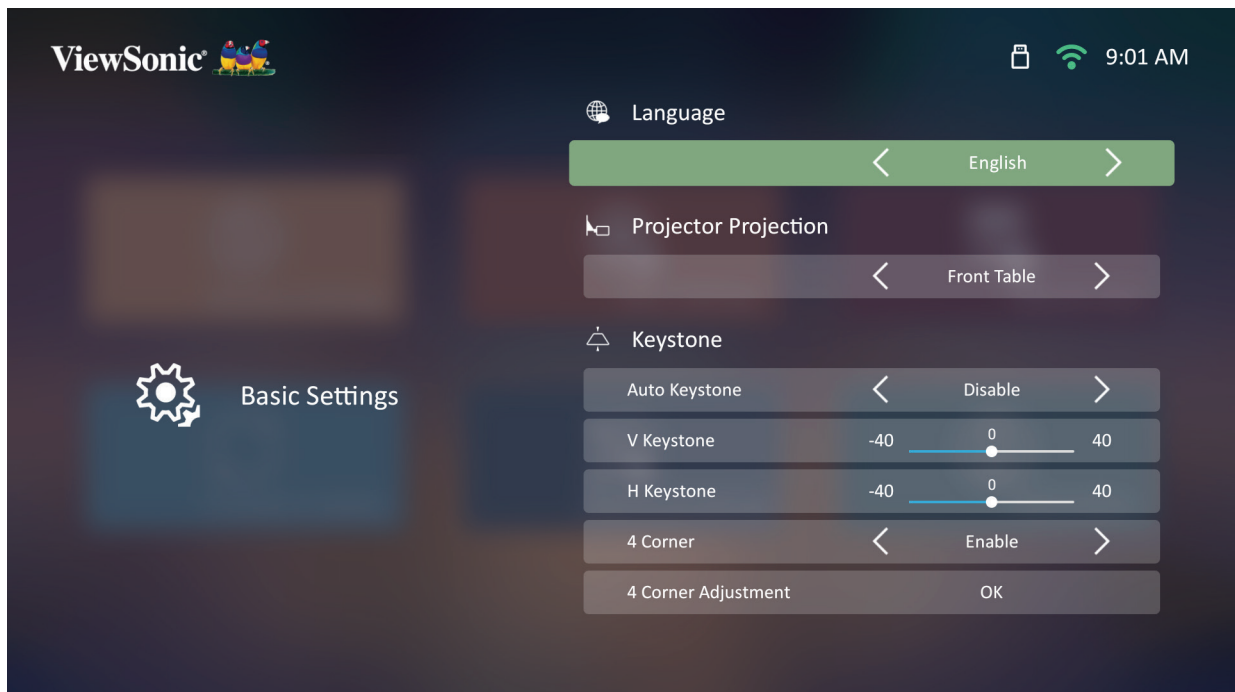 ViewSonic®
9:01 AM
Language
English
Projector Projection
Front Table
Keystone
Basic Settings
Auto Keystone Disable
V Keystone -40 0 40
H Keystone -40 0 40
4 Corner Enable
4 Corner Adjustment OK